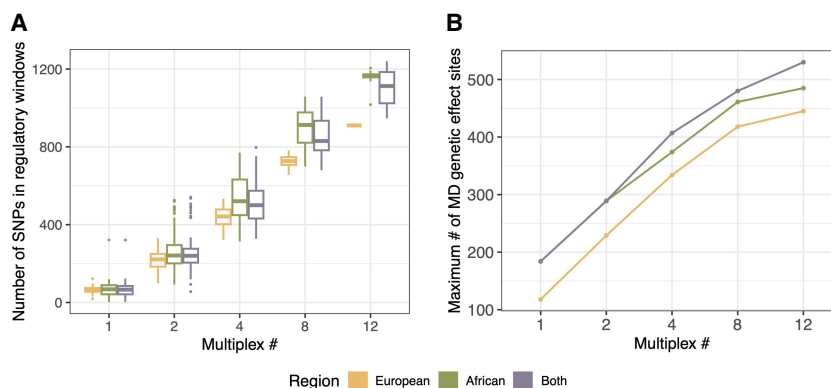 A
Number of SNPs in regulatory windows
1200
800
400
0
1 2 4 8 12
Multiplex #
B
Maximum # of MD genetic effect sites
500
400
300
200
100
1 2 4 8 12
Multiplex #
Region European African Both